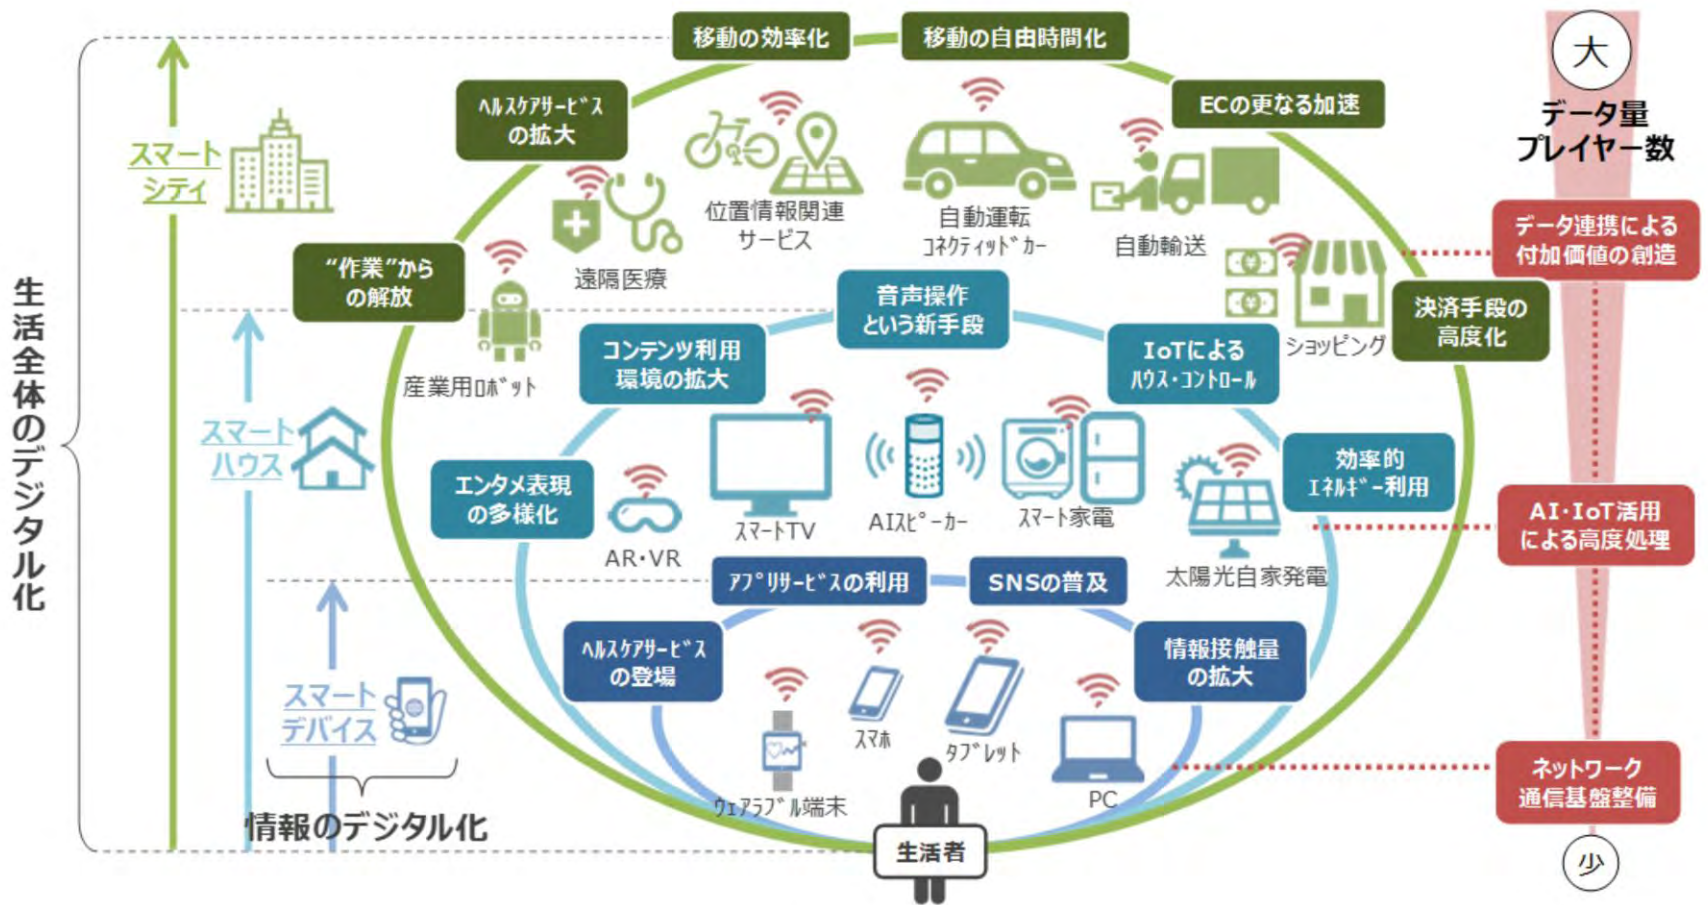 移動の効率化
移動の自由時間化
大
データ量
プレイヤー数
ﾍﾙｽｹｱｻｰﾋﾞｽ
の拡大
ECの更なる加速
スマート
シティ
位置情報関連
サービス
自動運転
ｺﾈｸﾃｨｯﾄﾞｶｰ
自動輸送
データ連携による
付加価値の創造
“作業”から
の解放
遠隔医療
生活全体のデジタル化
音声操作
という新手段
ショッピング
決済手段の
高度化
産業用ﾛﾎﾞｯﾄ
コンテンツ利用
環境の拡大
IoTによる
ﾊｳｽ・ｺﾝﾄﾛｰﾙ
スマート
ハウス
エンタメ表現
の多様化
AR・VR
スマートTV
AIｽﾋﾟｰｶｰ
スマート家電
効率的
ｴﾈﾙｷﾞｰ利用
太陽光自家発電
AI・IoT活用
による高度処理
ｱﾌﾟﾘｻｰﾋﾞｽの利用
SNSの普及
ﾍﾙｽｹｱｻｰﾋﾞｽ
の登場
情報接触量
の拡大
スマート
デバイス
ｽﾏﾎ
ﾀﾌﾞﾚｯﾄ
ｳｪｱﾗﾌﾞﾙ端末
PC
ネットワーク
通信基盤整備
情報のデジタル化
生活者
少